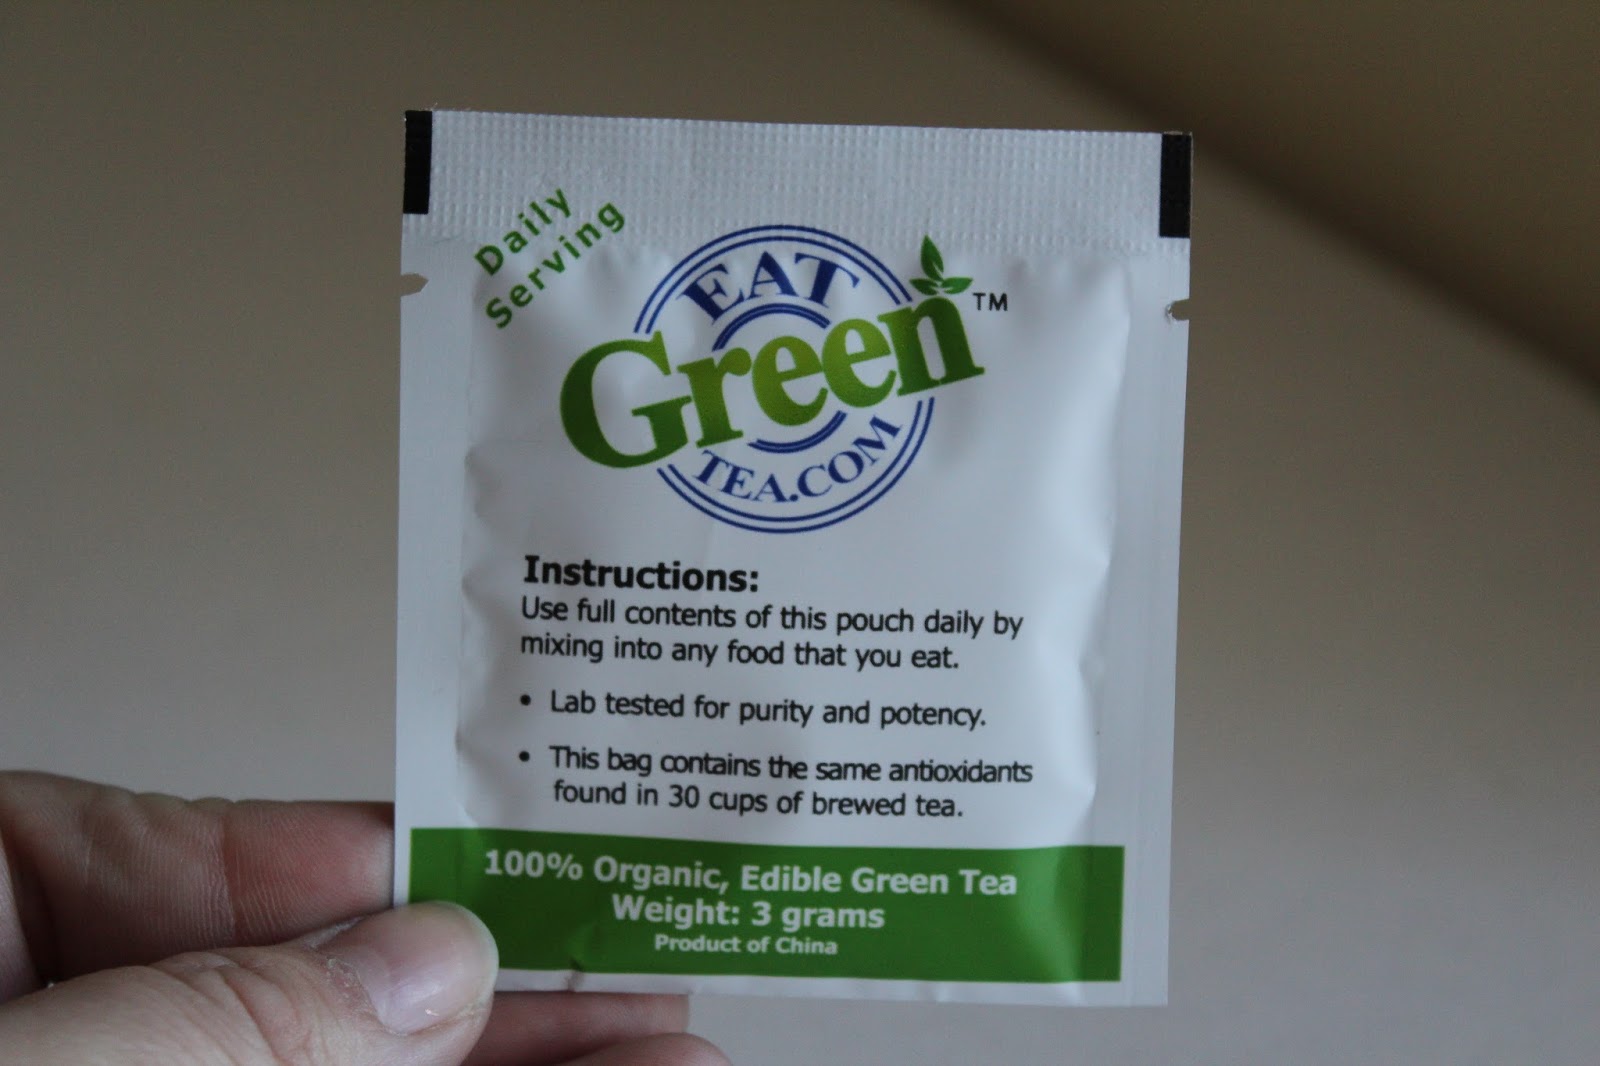 Daily
Serving
EAT
Green™
TEA.COM
Instructions:
Use full contents of this pouch daily by
mixing into any food that you eat.
• Lab tested for purity and potency.
• This bag contains the same antioxidants
found in 30 cups of brewed tea.
100% Organic, Edible Green Tea
Weight: 3 grams
Product of China